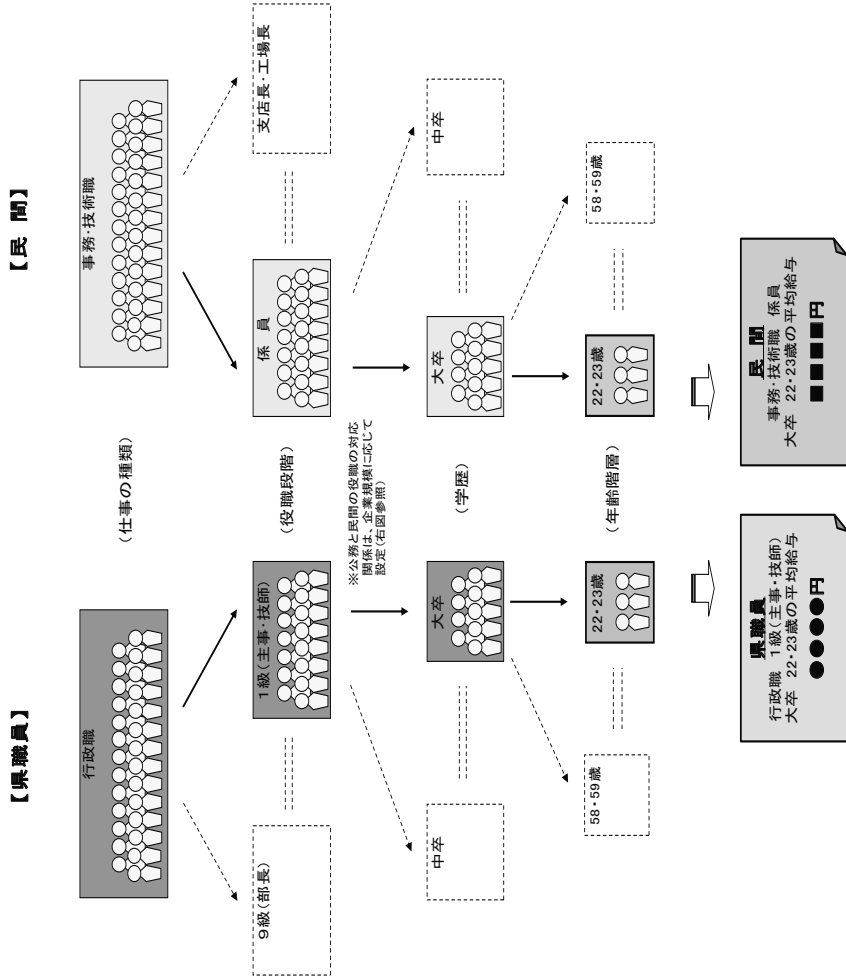 【県職員】
【民 間】
行政職
(仕事の種類)
事務・技術職
9級(部長)
1級(主事・技師)
(役職段階)
係 員
支店長・工場長
※公務と民間の役職の対応
関係は、企業規模に応じて
設定(右図参照)
中卒
大卒
(学歴)
大卒
中卒
58・59歳
22・23歳
(年齢階層)
22・23歳
58・59歳
県職員
行政職 1級(主事・技師)
大卒 22・23歳の平均給与
●●●●円
民 間
事務・技術職 係員
大卒 22・23歳の平均給与
■■■■円